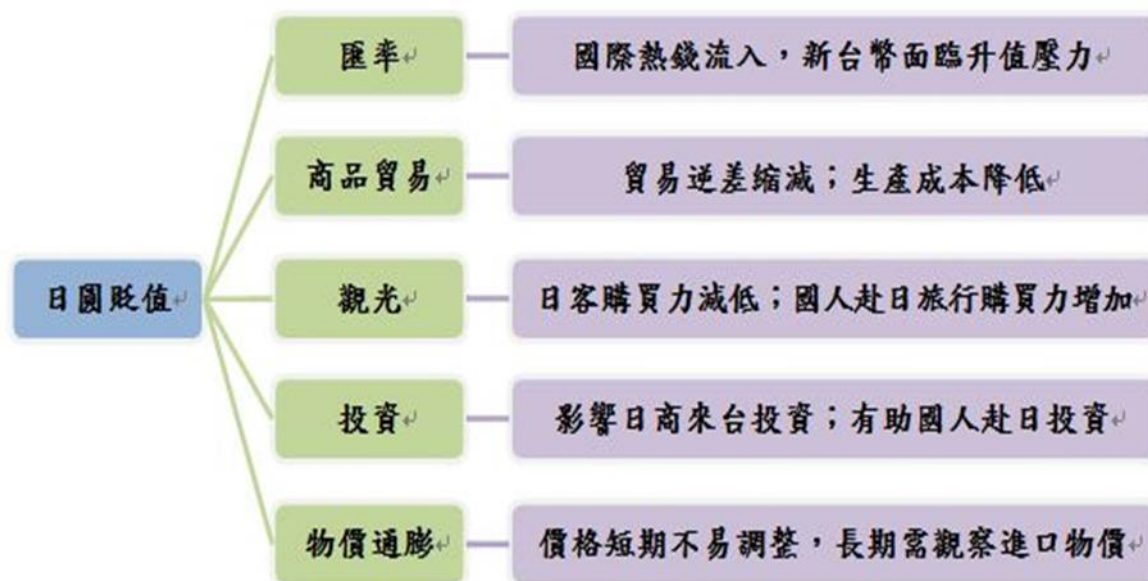 匯率
國際熱錢流入，新台幣面臨升值壓力
商品貿易
貿易逆差縮減；生產成本降低
日圓貶值
觀光
日客購買力減低；國人赴日旅行購買力增加
投資
影響日商來台投資；有助國人赴日投資
物價通膨
價格短期不易調整，長期需觀察進口物價